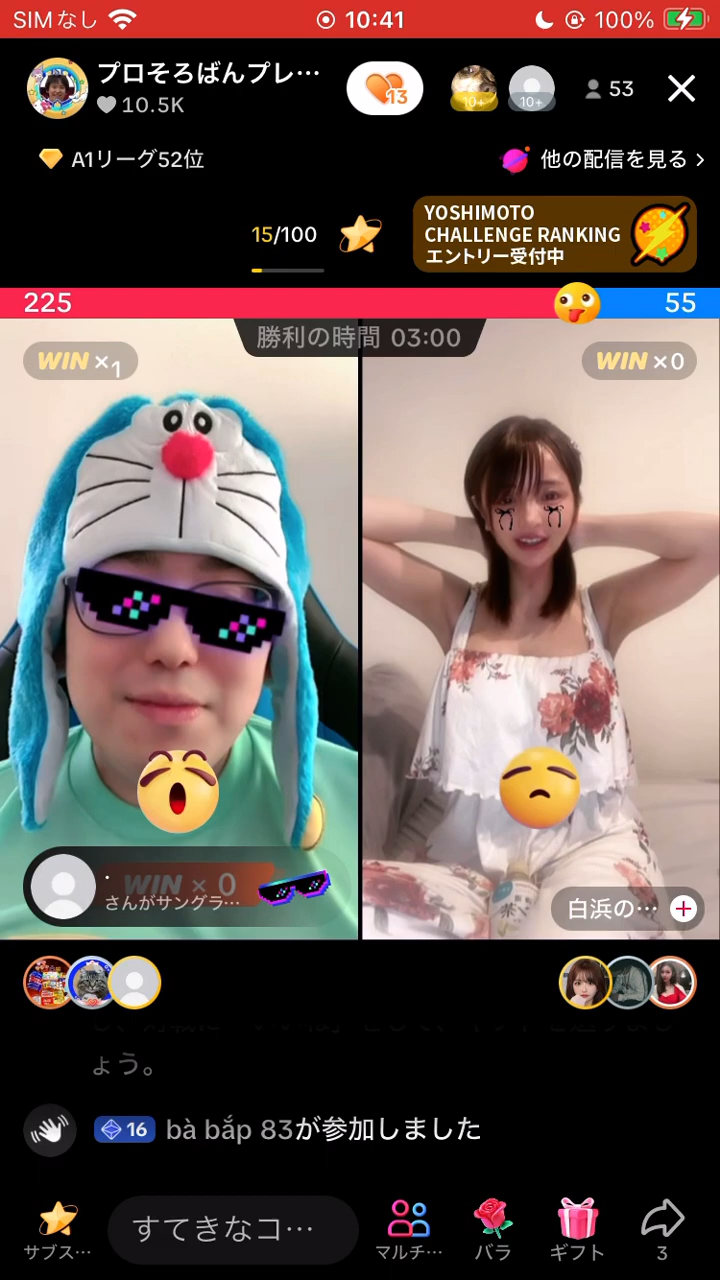 SIMなし
10:41
100%
プロそろばんプレ…
10.5K
13
10+
10+
53
A1リーグ52位
他の配信を見る
15/100
YOSHIMOTO
CHALLENGE RANKING
エントリー受付中
225
55
勝利の時間 03:00
WIN ×1
WIN ×0
WIN × 0
さんがサングラ…
白浜の…
ょう。
16 bà bắp 83が参加しました
サブス…
すてきなコ…
マルチ…
バラ
ギフト
3